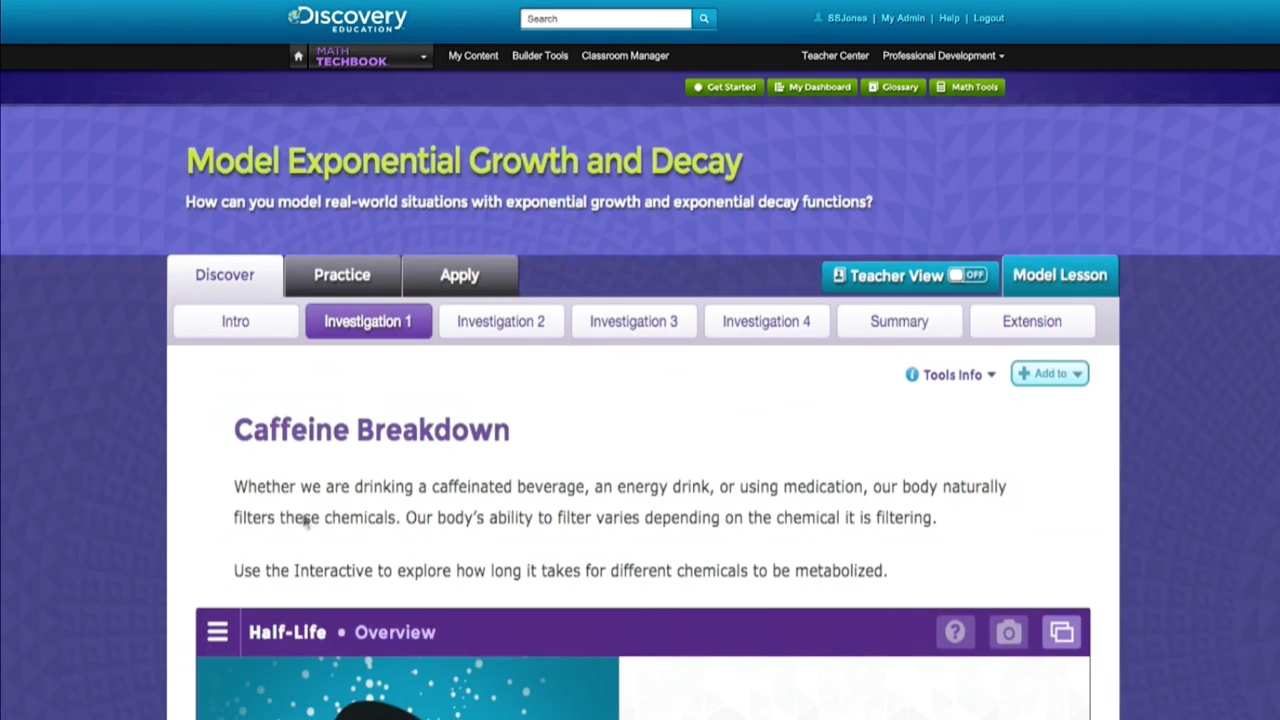 Discovery
EDUCATION
Search
SSJones | My Admin | Help | Logout
MATH
TECHBOOK
My Content Builder Tools Classroom Manager Teacher Center Professional Development
Get Started My Dashboard Glossary Math Tools
Model Exponential Growth and Decay
How can you model real-world situations with exponential growth and exponential decay functions?
Discover Practice Apply Teacher View OFF Model Lesson
Intro Investigation 1 Investigation 2 Investigation 3 Investigation 4 Summary Extension
Tools Info + Add to
Caffeine Breakdown
Whether we are drinking a caffeinated beverage, an energy drink, or using medication, our body naturally
filters these chemicals. Our body's ability to filter varies depending on the chemical it is filtering.
Use the Interactive to explore how long it takes for different chemicals to be metabolized.
Half-Life • Overview